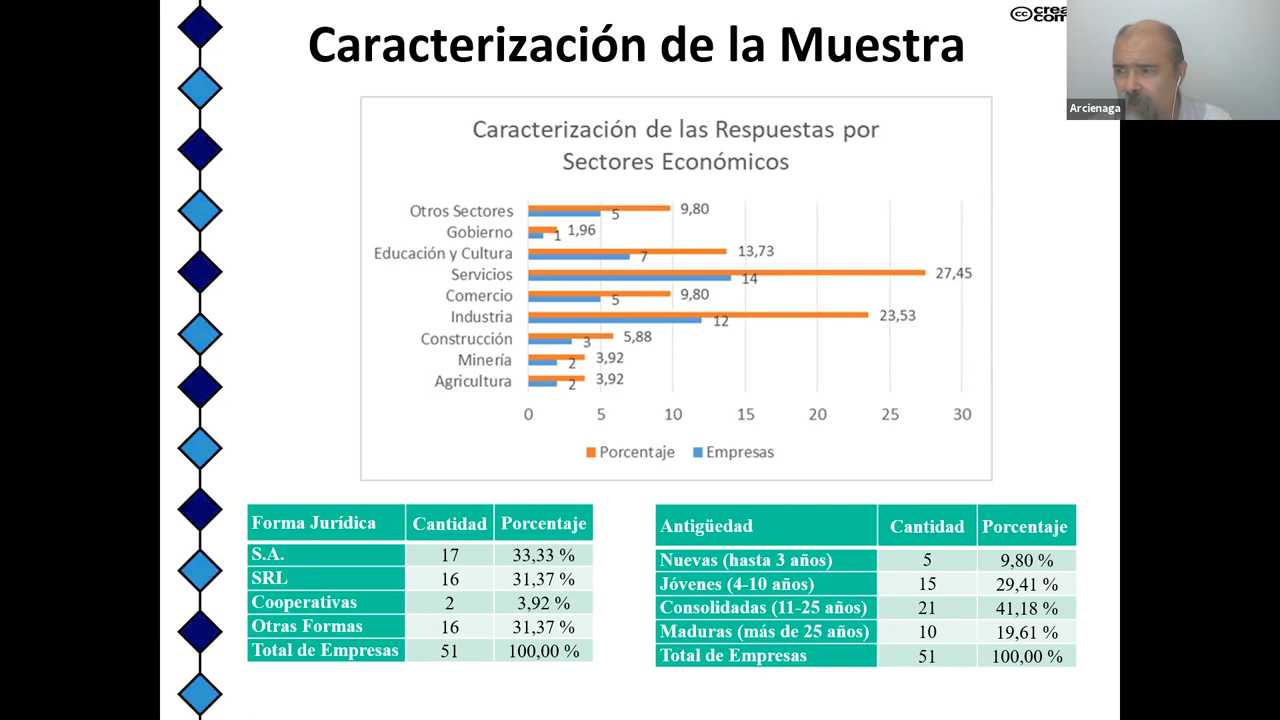 Caracterización de la Muestra
Arcienaga
Caracterización de las Respuestas por
Sectores Económicos
Otros Sectores 9,80 5
Gobierno 1,96 1
Educación y Cultura 13,73 7
Servicios 27,45 14
Comercio 9,80 5
Industria 23,53 12
Construcción 5,88 3
Minería 3,92 2
Agricultura 3,92 2
0 5 10 15 20 25 30
Porcentaje Empresas
Forma Jurídica Cantidad Porcentaje
S.A. 17 33,33 %
SRL 16 31,37 %
Cooperativas 2 3,92 %
Otras Formas 16 31,37 %
Total de Empresas 51 100,00 %
Antigüedad Cantidad Porcentaje
Nuevas (hasta 3 años) 5 9,80 %
Jóvenes (4-10 años) 15 29,41 %
Consolidadas (11-25 años) 21 41,18 %
Maduras (más de 25 años) 10 19,61 %
Total de Empresas 51 100,00 %